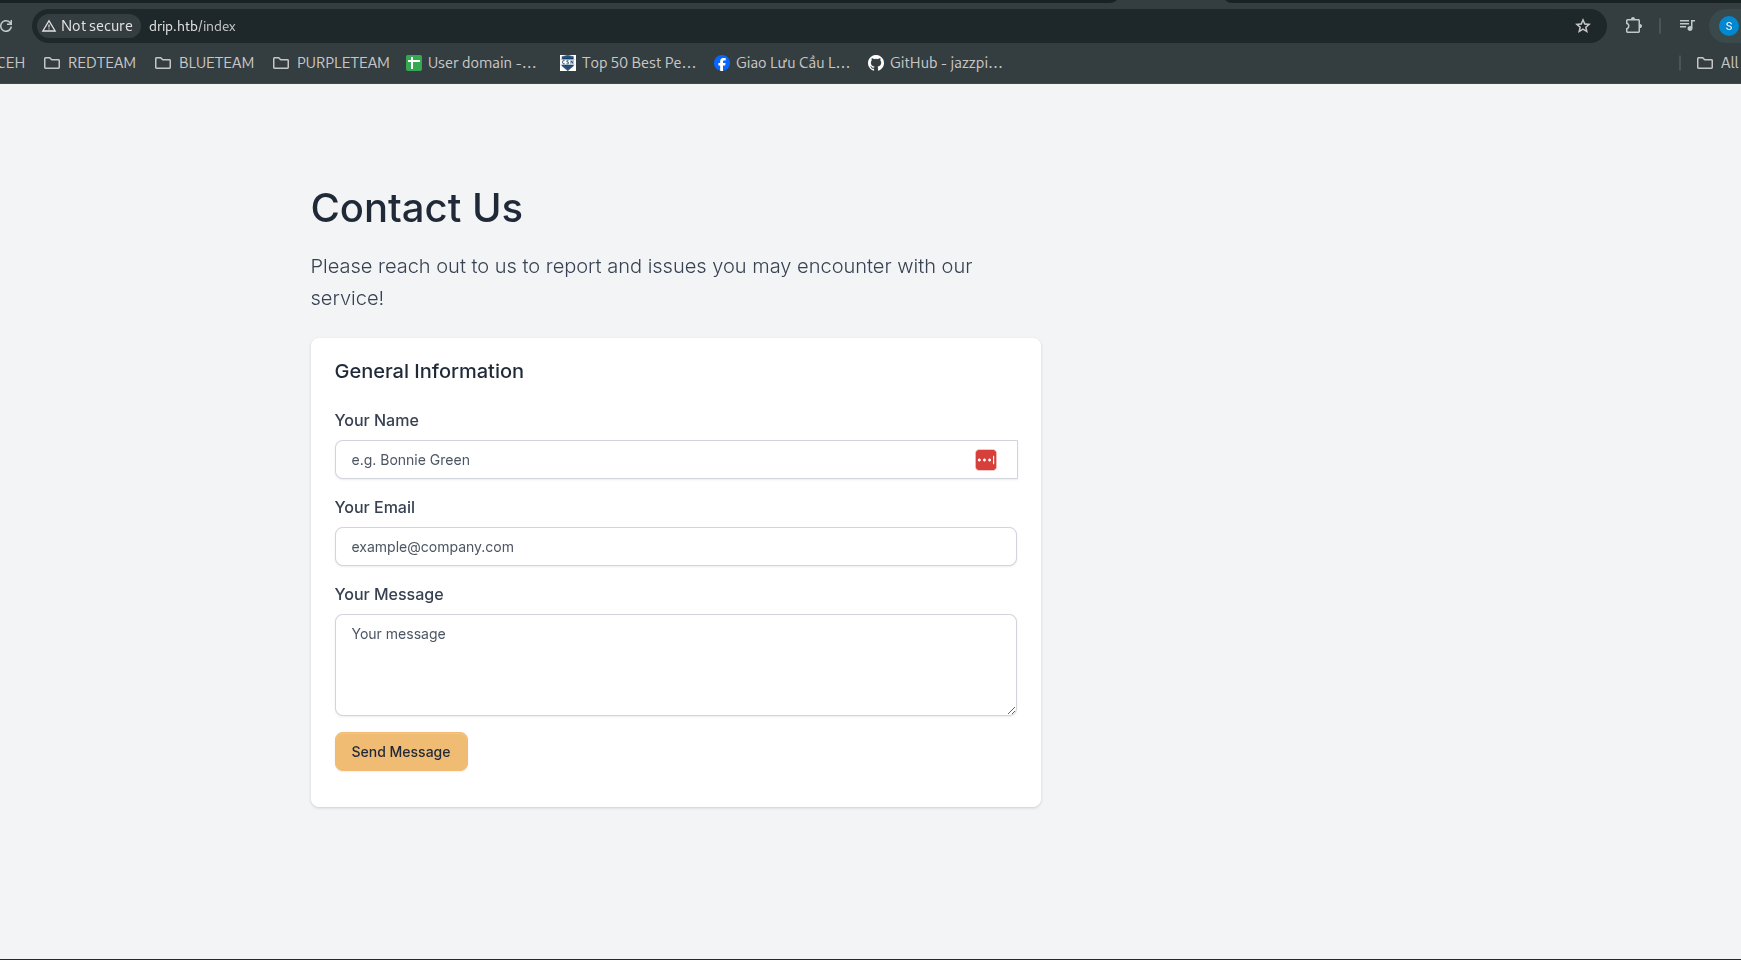 Not secure drip.htb/index
CEH REDTEAM BLUETEAM PURPLETEAM User domain -... Top 50 Best Pe... Giao Lưu Cầu L... GitHub - jazzpi... All
Contact Us
Please reach out to us to report and issues you may encounter with our
service!
General Information
Your Name
e.g. Bonnie Green
Your Email
example@company.com
Your Message
Your message
Send Message